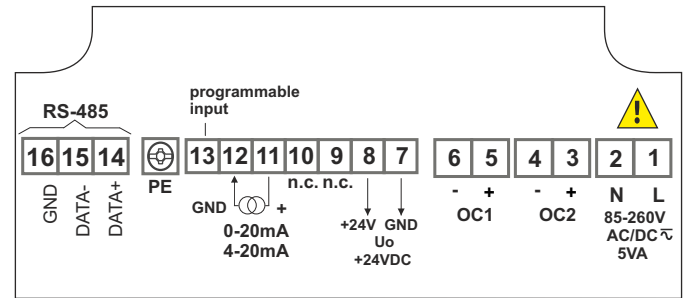 programmable
input
RS-485
16 15 14 13 12 11 10 9 8 7 6 5 4 3 2 1
PE
n.c. n.c.
GND
DATA-
DATA+
GND +
0-20mA
4-20mA
+24V GND
Uo
+24VDC
- +
OC1
- +
OC2
N L
85-260V
AC/DC
5VA